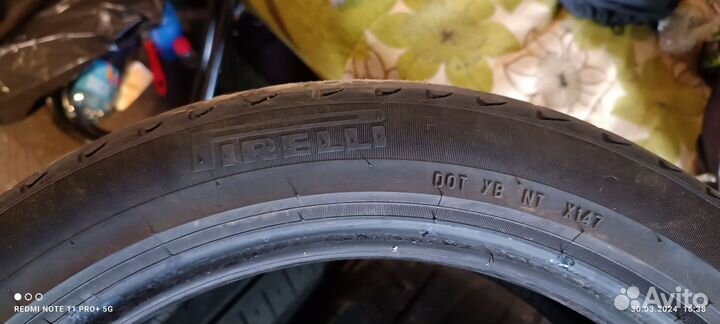 PIRELLI
DOT YB NT X147
REDMI NOTE 11 PRO+ 5G
30.03.2024 16:38
Avito